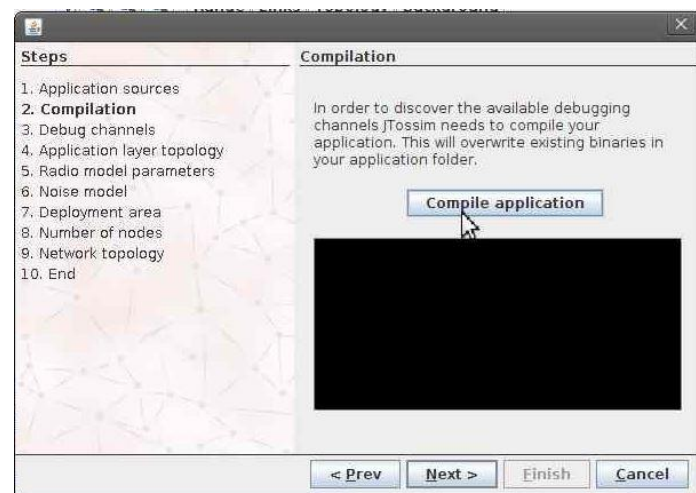 Steps
1. Application sources
2. Compilation
3. Debug channels
4. Application layer topology
5. Radio model parameters
6. Noise model
7. Deployment area
8. Number of nodes
9. Network topology
10. End
Compilation
In order to discover the available debugging
channels JTossim needs to compile your
application. This will overwrite existing binaries in
your application folder.
Compile application
< Prev Next > Finish Cancel